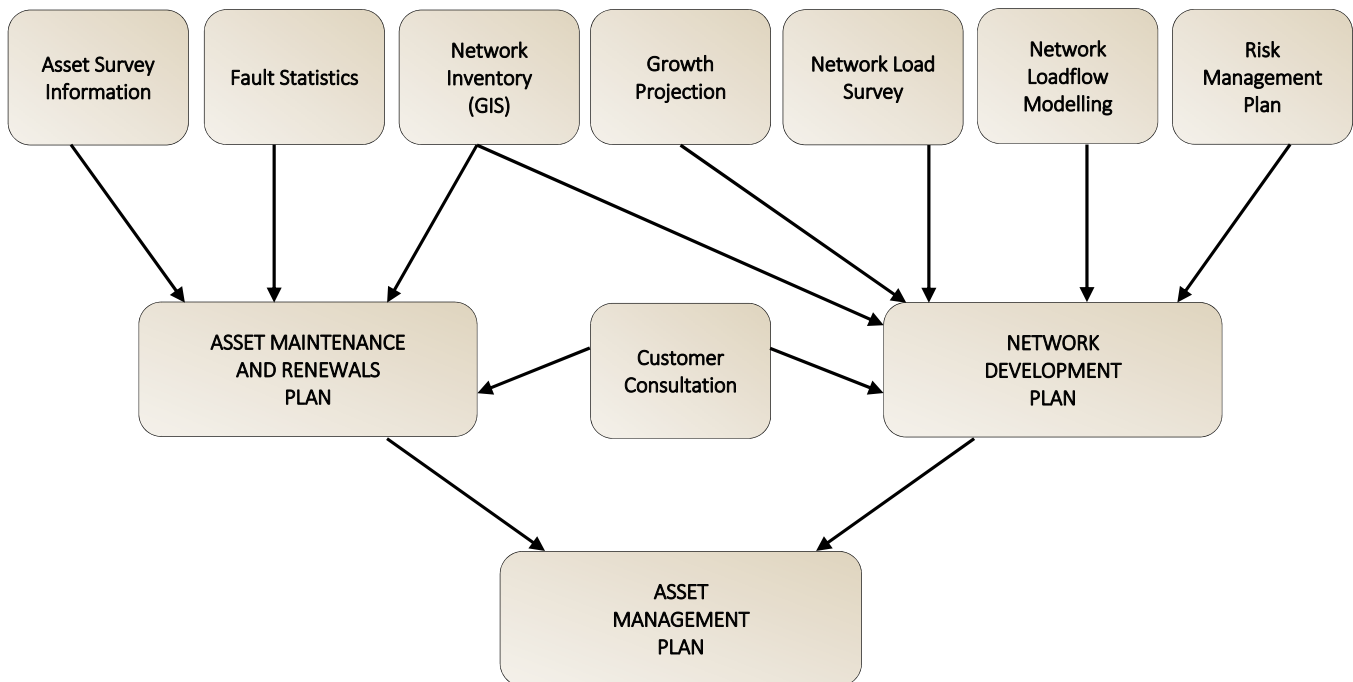 Asset Survey
Information
Fault Statistics
Network
Inventory
(GIS)
Growth
Projection
Network Load
Survey
Network
Loadflow
Modelling
Risk
Management
Plan
ASSET MAINTENANCE
AND RENEWALS
PLAN
Customer
Consultation
NETWORK
DEVELOPMENT
PLAN
ASSET
MANAGEMENT
PLAN